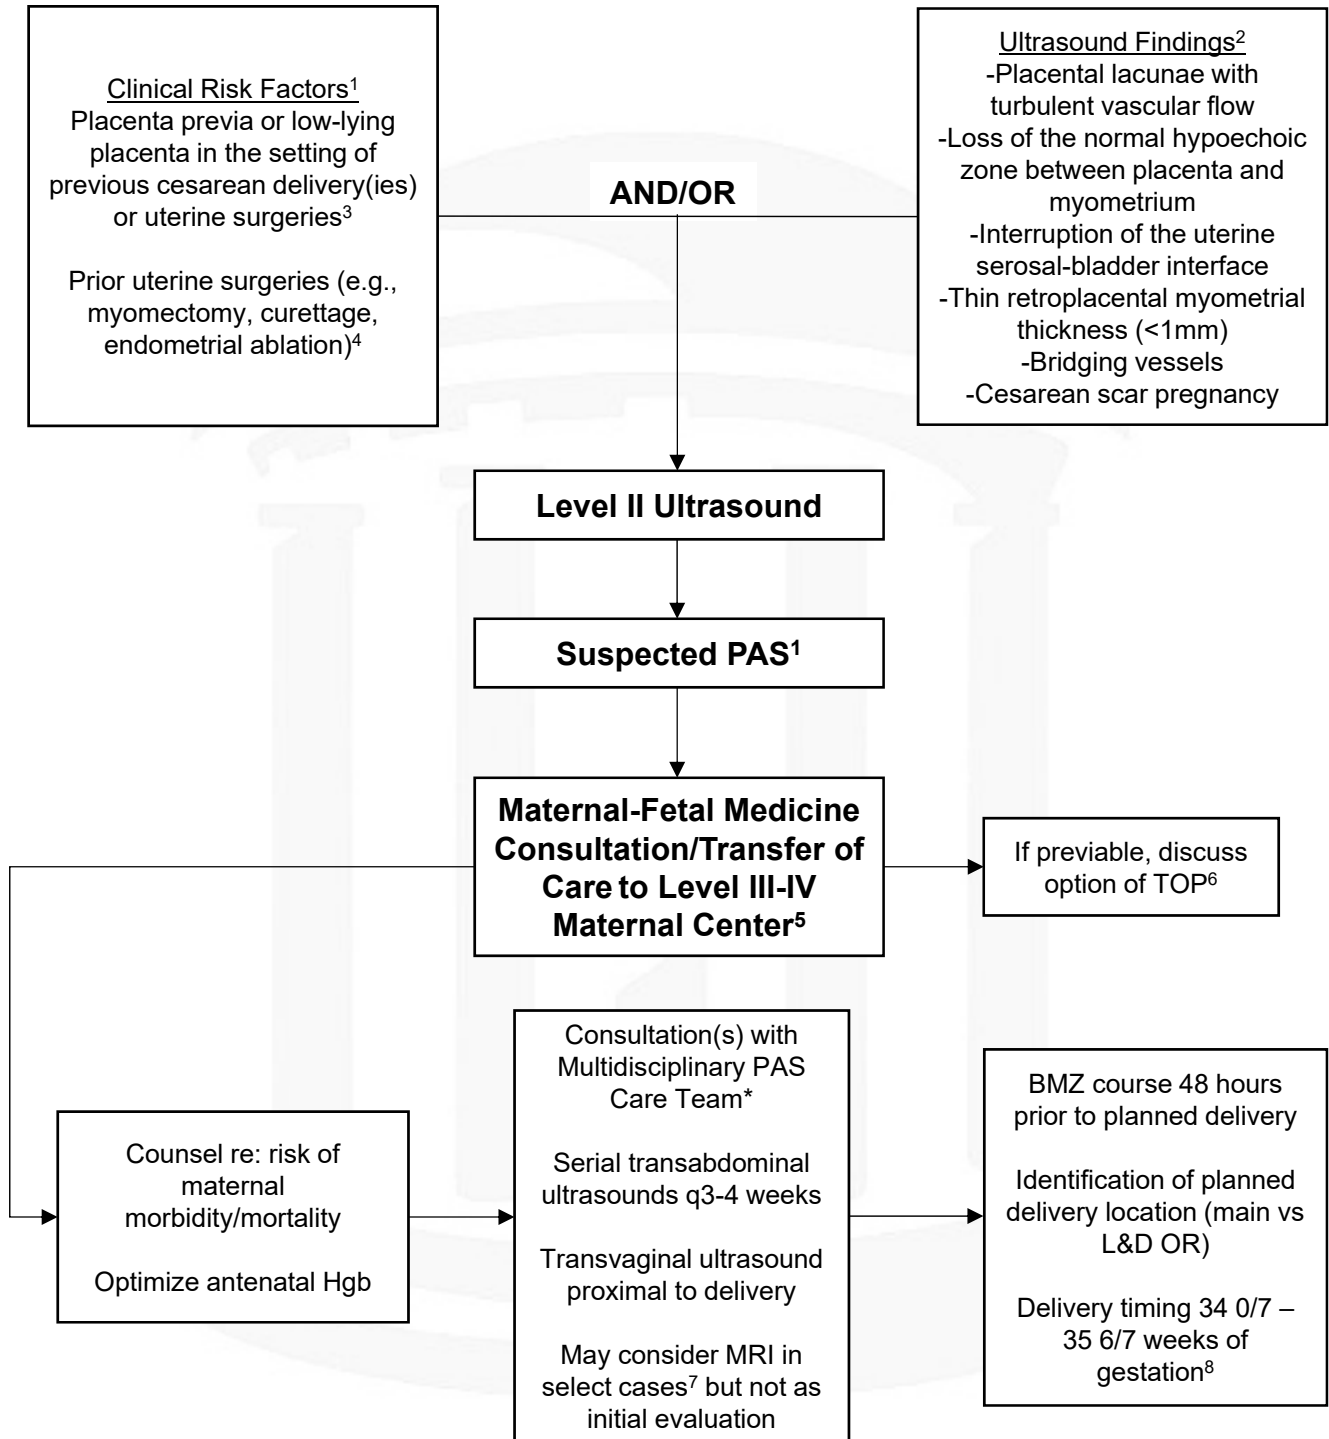 Clinical Risk Factors¹
Placenta previa or low-lying
placenta in the setting of
previous cesarean delivery(ies)
or uterine surgeries³
Prior uterine surgeries (e.g.,
myomectomy, curettage,
endometrial ablation)⁴
AND/OR
Ultrasound Findings²
-Placental lacunae with
turbulent vascular flow
-Loss of the normal hypoechoic
zone between placenta and
myometrium
-Interruption of the uterine
serosal-bladder interface
-Thin retroplacental myometrial
thickness (<1mm)
-Bridging vessels
-Cesarean scar pregnancy
Level II Ultrasound
Suspected PAS¹
Maternal-Fetal Medicine
Consultation/Transfer of
Care to Level III-IV
Maternal Center⁵
If previable, discuss
option of TOP⁶
Counsel re: risk of
maternal
morbidity/mortality
Optimize antenatal Hgb
Consultation(s) with
Multidisciplinary PAS
Care Team*
Serial transabdominal
ultrasounds q3-4 weeks
Transvaginal ultrasound
proximal to delivery
May consider MRI in
select cases⁷ but not as
initial evaluation
BMZ course 48 hours
prior to planned delivery
Identification of planned
delivery location (main vs
L&D OR)
Delivery timing 34 0/7 –
35 6/7 weeks of
gestation⁸